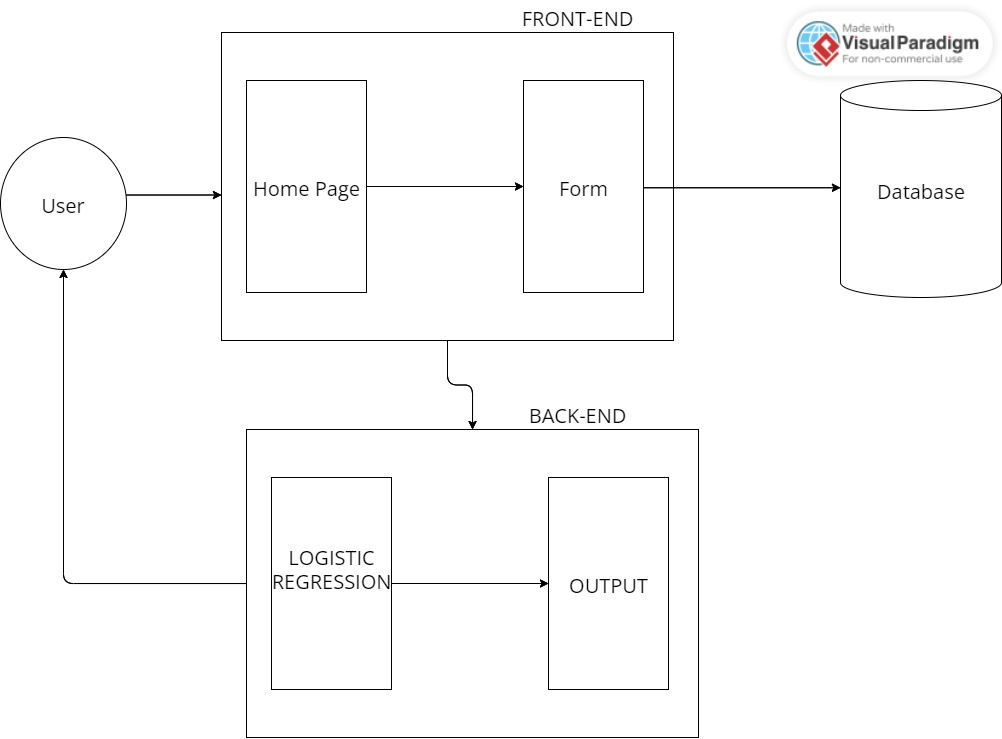 FRONT-END
Made with
Visual Paradigm
For non-commercial use
User
Home Page
Form
Database
BACK-END
LOGISTIC
REGRESSION
OUTPUT